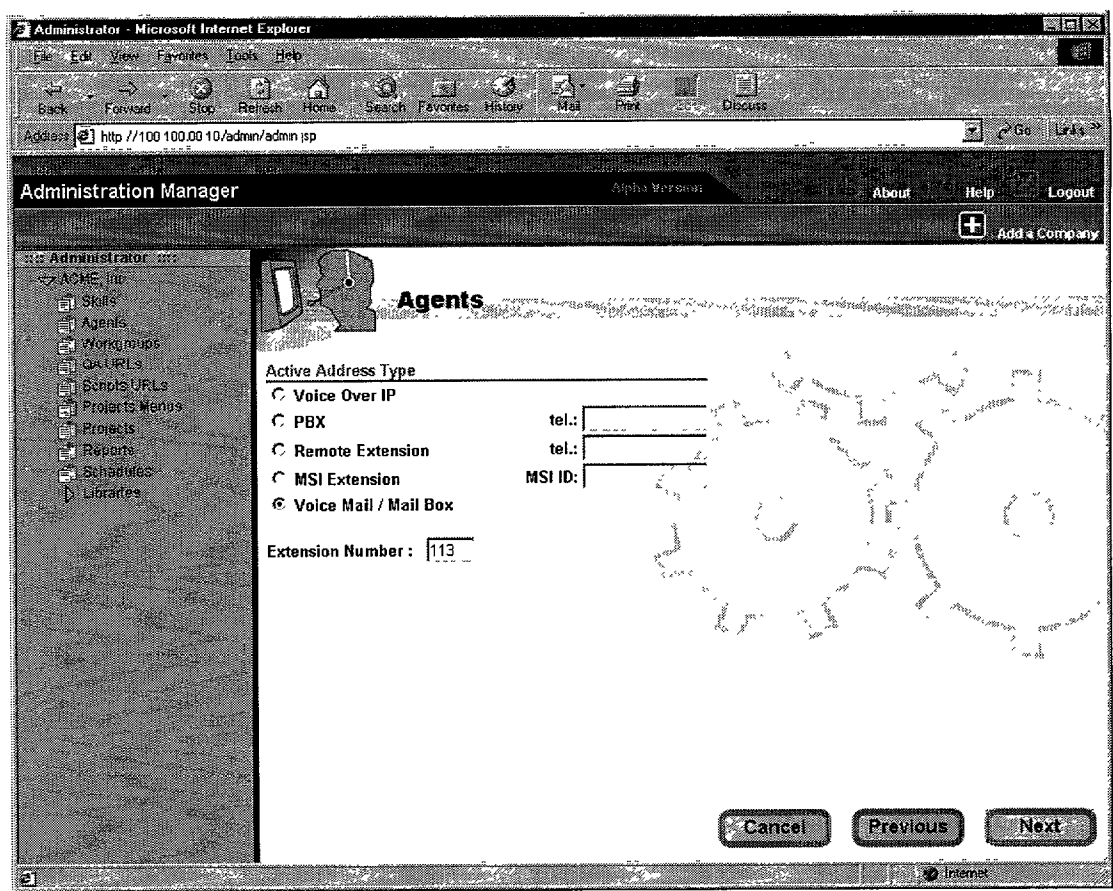 Administrator - Microsoft Internet Explorer
File Edit View Favorites Tools Help
Back Forward Stop Refresh Home Search Favorites History Mail Print Edit Discuss
Address http //100 100.00 10/admin/admin jsp Go Links »
Administration Manager Alpha Version About Help Logout
Add a Company
:::: Administrator ::::
ACME, Inc
Skills
Agents
Workgroups
QA URLs
Scripts URLs
Projects Menus
Projects
Reports
Schedules
Libraries
Agents
Active Address Type
Voice Over IP
PBX tel.:
Remote Extension tel.:
MSI Extension MSI ID:
Voice Mail / Mail Box
Extension Number : 113
Cancel Previous Next
Internet